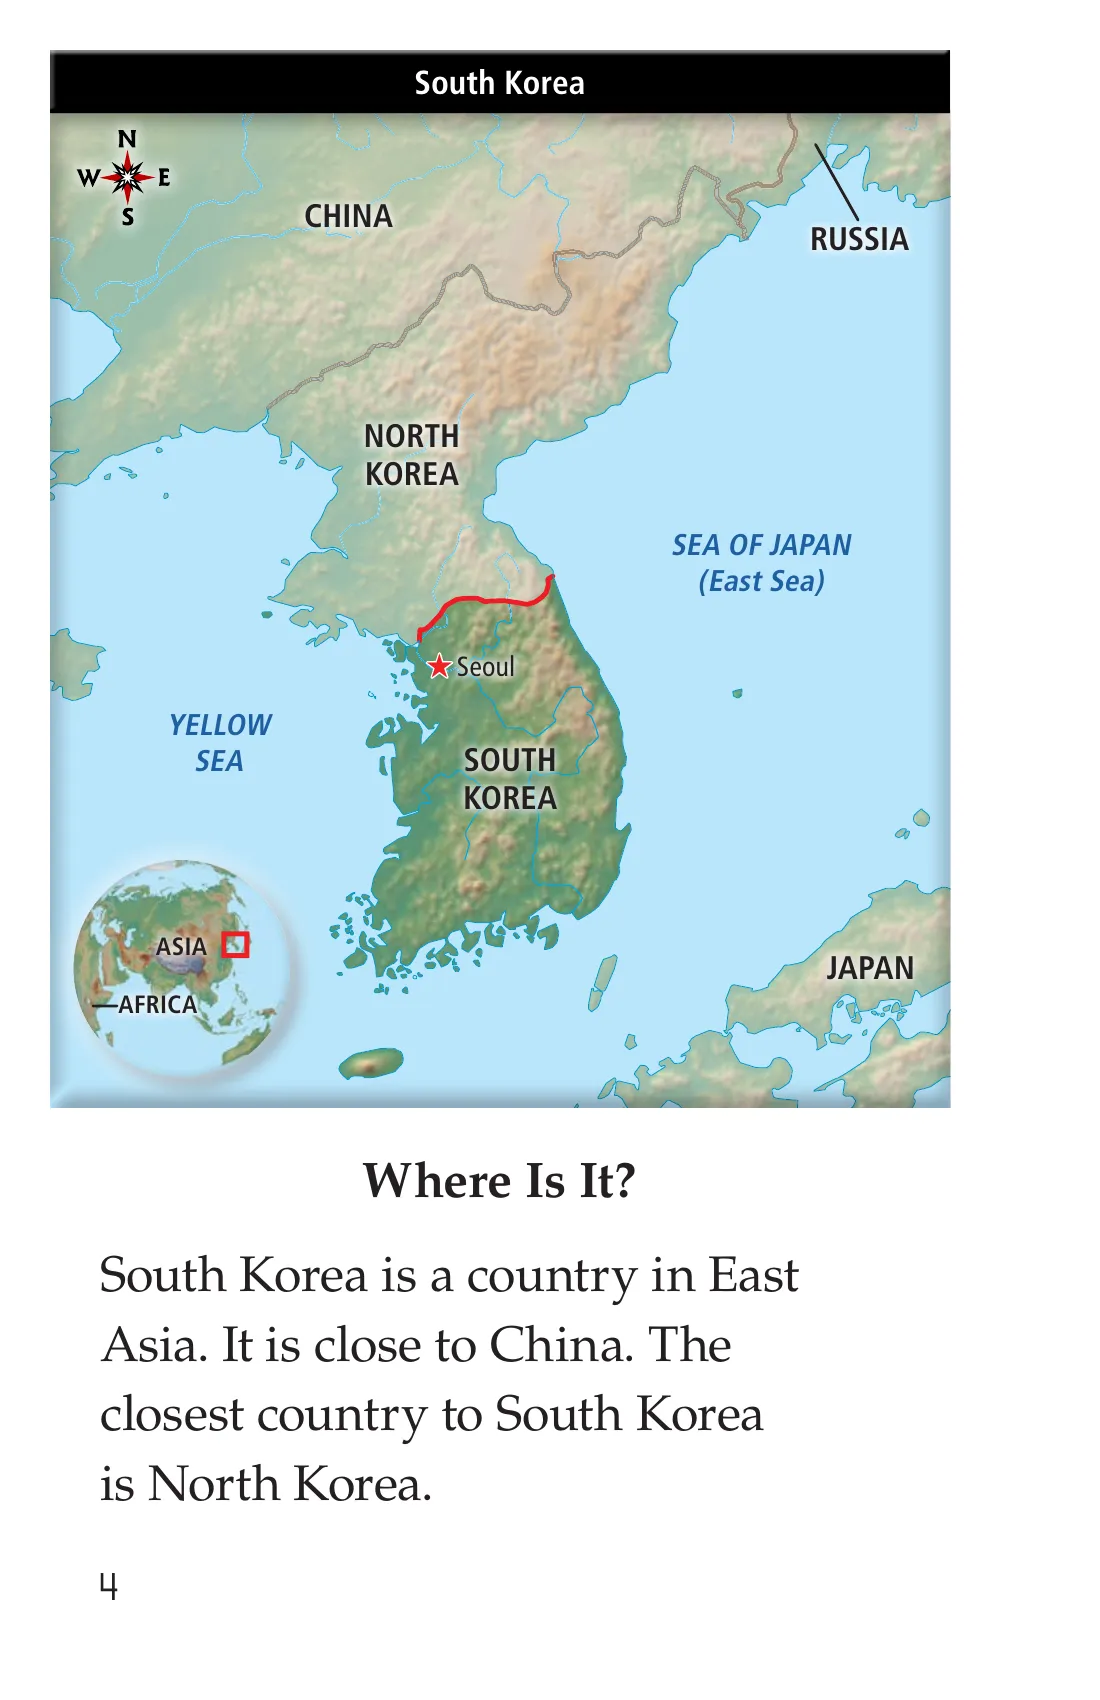 South Korea
N
W E
S
CHINA
RUSSIA
NORTH
KOREA
SEA OF JAPAN
(East Sea)
Seoul
YELLOW
SEA
SOUTH
KOREA
ASIA
AFRICA
JAPAN
Where Is It?
South Korea is a country in East
Asia. It is close to China. The
closest country to South Korea
is North Korea.
4